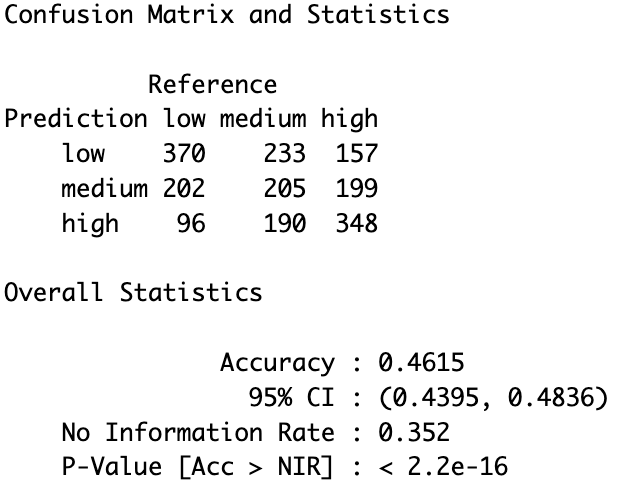 Confusion Matrix and Statistics
Reference
Prediction low medium high
low 370 233 157
medium 202 205 199
high 96 190 348
Overall Statistics
Accuracy : 0.4615
95% CI : (0.4395, 0.4836)
No Information Rate : 0.352
P-Value [Acc > NIR] : < 2.2e-16